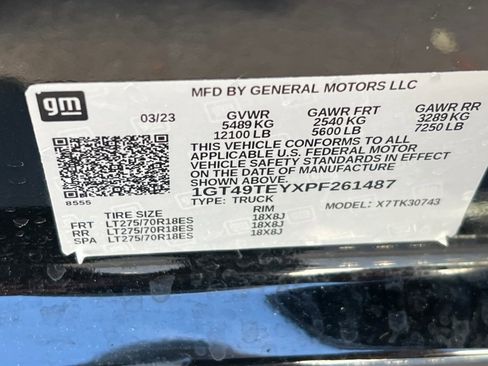 gm
MFD BY GENERAL MOTORS LLC
03/23 GVWR GAWR FRT GAWR RR
5489 KG 2540 KG 3289 KG
12100 LB 5600 LB 7250 LB
THIS VEHICLE CONFORMS TO ALL
APPLICABLE U.S. FEDERAL MOTOR
VEHICLE SAFETY STANDARDS IN EFFECT
ON THE DATE OF MANUFACTURE
SHOWN ABOVE.
1GT49TEYXPF261487
8555 TYPE: TRUCK MODEL: X7TK30743
TIRE SIZE RIM
FRT LT275/70R18ES 18X8J
RR LT275/70R18ES 18X8J
SPA LT275/70R18ES 18X8J